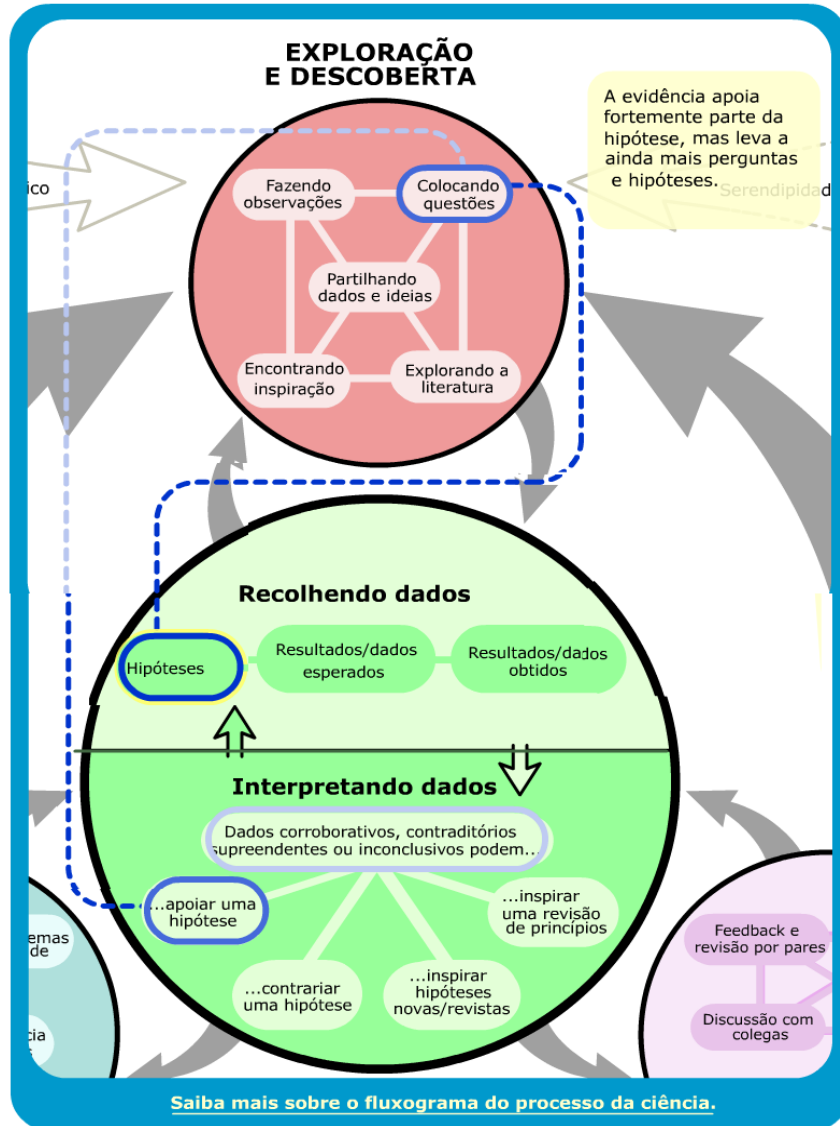 EXPLORAÇÃO
E DESCOBERTA
A evidência apoia
fortemente parte da
hipótese, mas leva a
ainda mais perguntas
e hipóteses.
ico
Serendipidad
Fazendo
observações
Colocando
questões
Partilhando
dados e ideias
Encontrando
inspiração
Explorando a
literatura
Recolhendo dados
Hipóteses
Resultados/dados
esperados
Resultados/dados
obtidos
Interpretando dados
Dados corroborativos, contraditórios
supreendentes ou inconclusivos podem...
...apoiar uma
hipótese
...inspirar
uma revisão
de princípios
...contrariar
uma hipótese
...inspirar
hipóteses
novas/revistas
emas
de
cia
Feedback e
revisão por pares
Discussão com
colegas
Saiba mais sobre o fluxograma do processo da ciência.